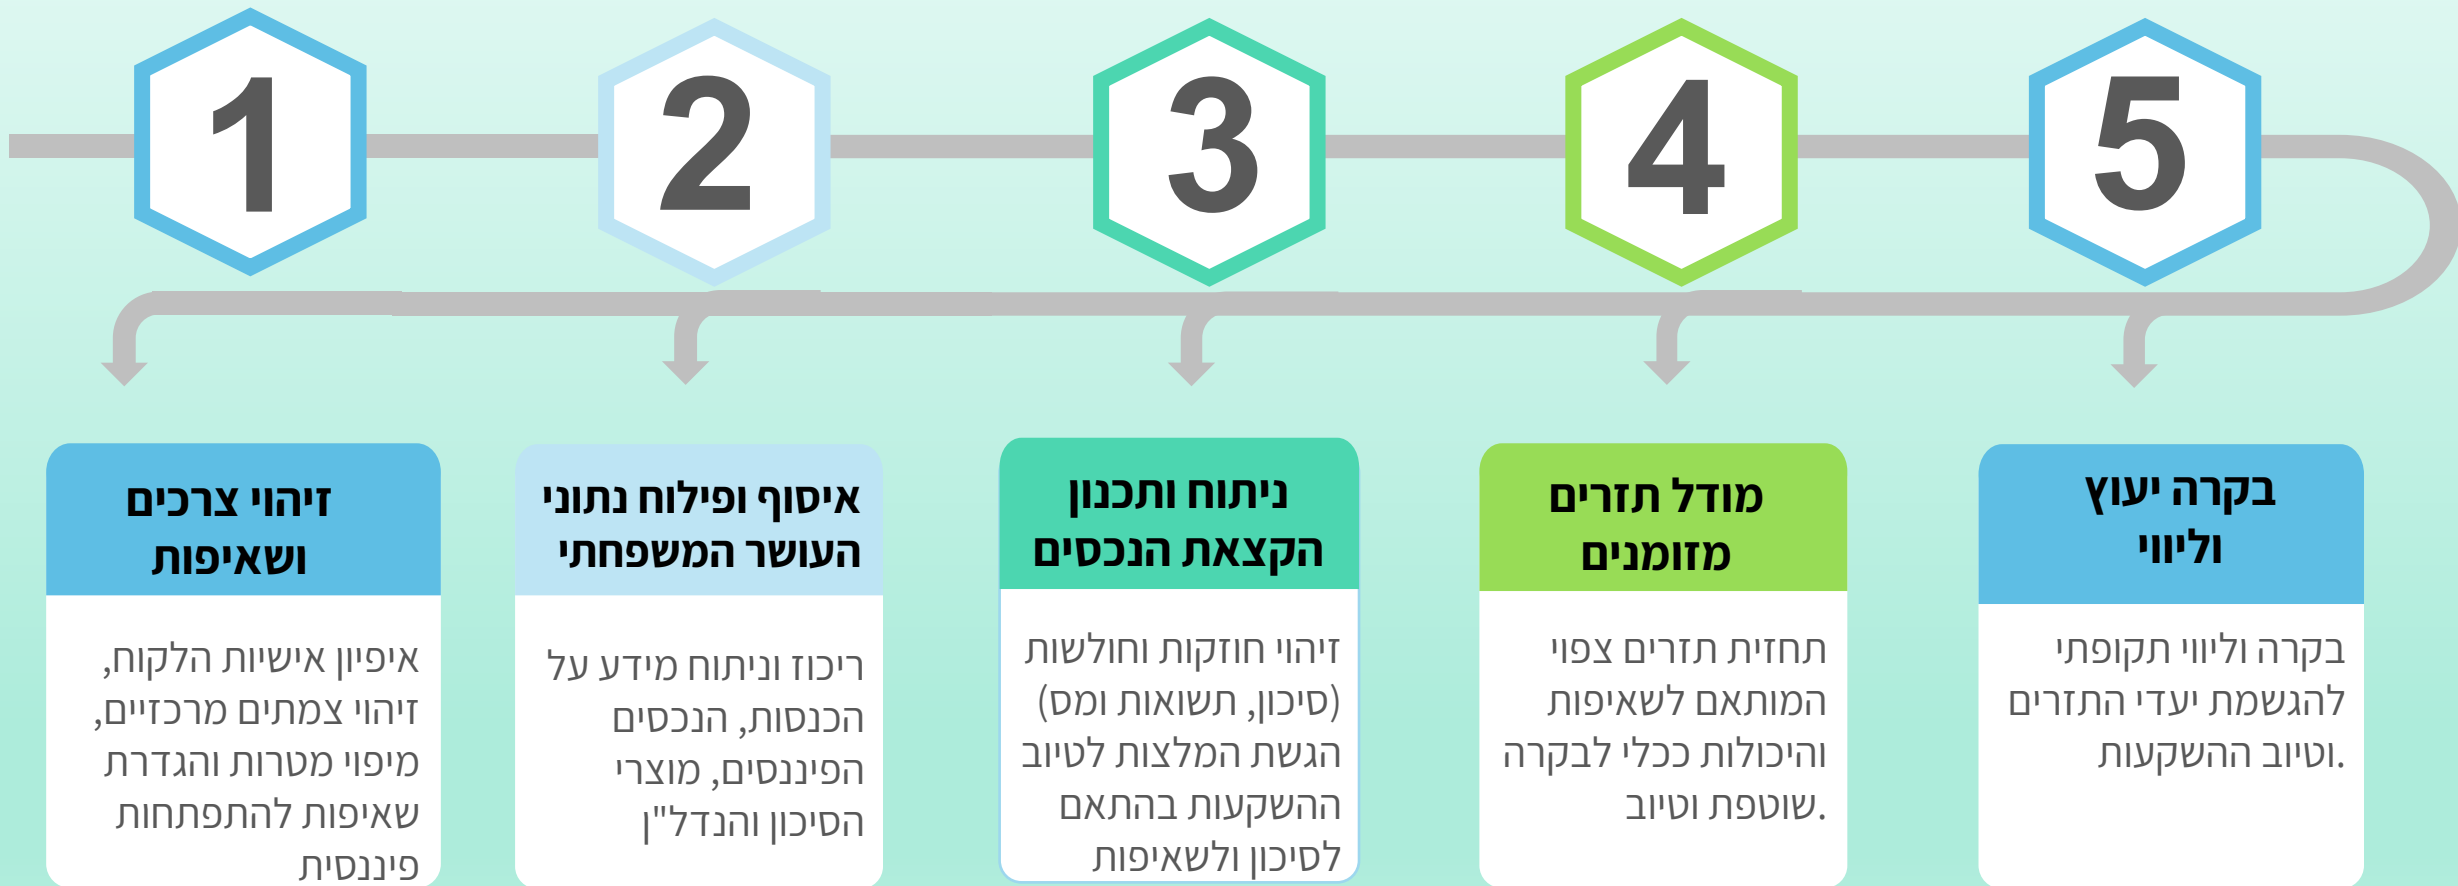 1
2
3
4
5
זיהוי צרכים
ושאיפות
איפיון אישיות הלקוח,
זיהוי צמתים מרכזיים,
מיפוי מטרות והגדרת
שאיפות להתפתחות
פיננסית
איסוף ופילוח נתוני
העושר המשפחתי
ריכוז וניתוח מידע על
הכנסות, הנכסים
הפיננסים, מוצרי
הסיכון והנדל"ן
ניתוח ותכנון
הקצאת הנכסים
זיהוי חוזקות וחולשות
(סיכון, תשואות ומס)
הגשת המלצות לטיוב
ההשקעות בהתאם
לסיכון ולשאיפות
מודל תזרים
מזומנים
תחזית תזרים צפוי
המותאם לשאיפות
והיכולות ככלי לבקרה
.שוטפת וטיוב
בקרה יעוץ
וליווי
בקרה וליווי תקופתי
להגשמת יעדי התזרים
.וטיוב ההשקעות